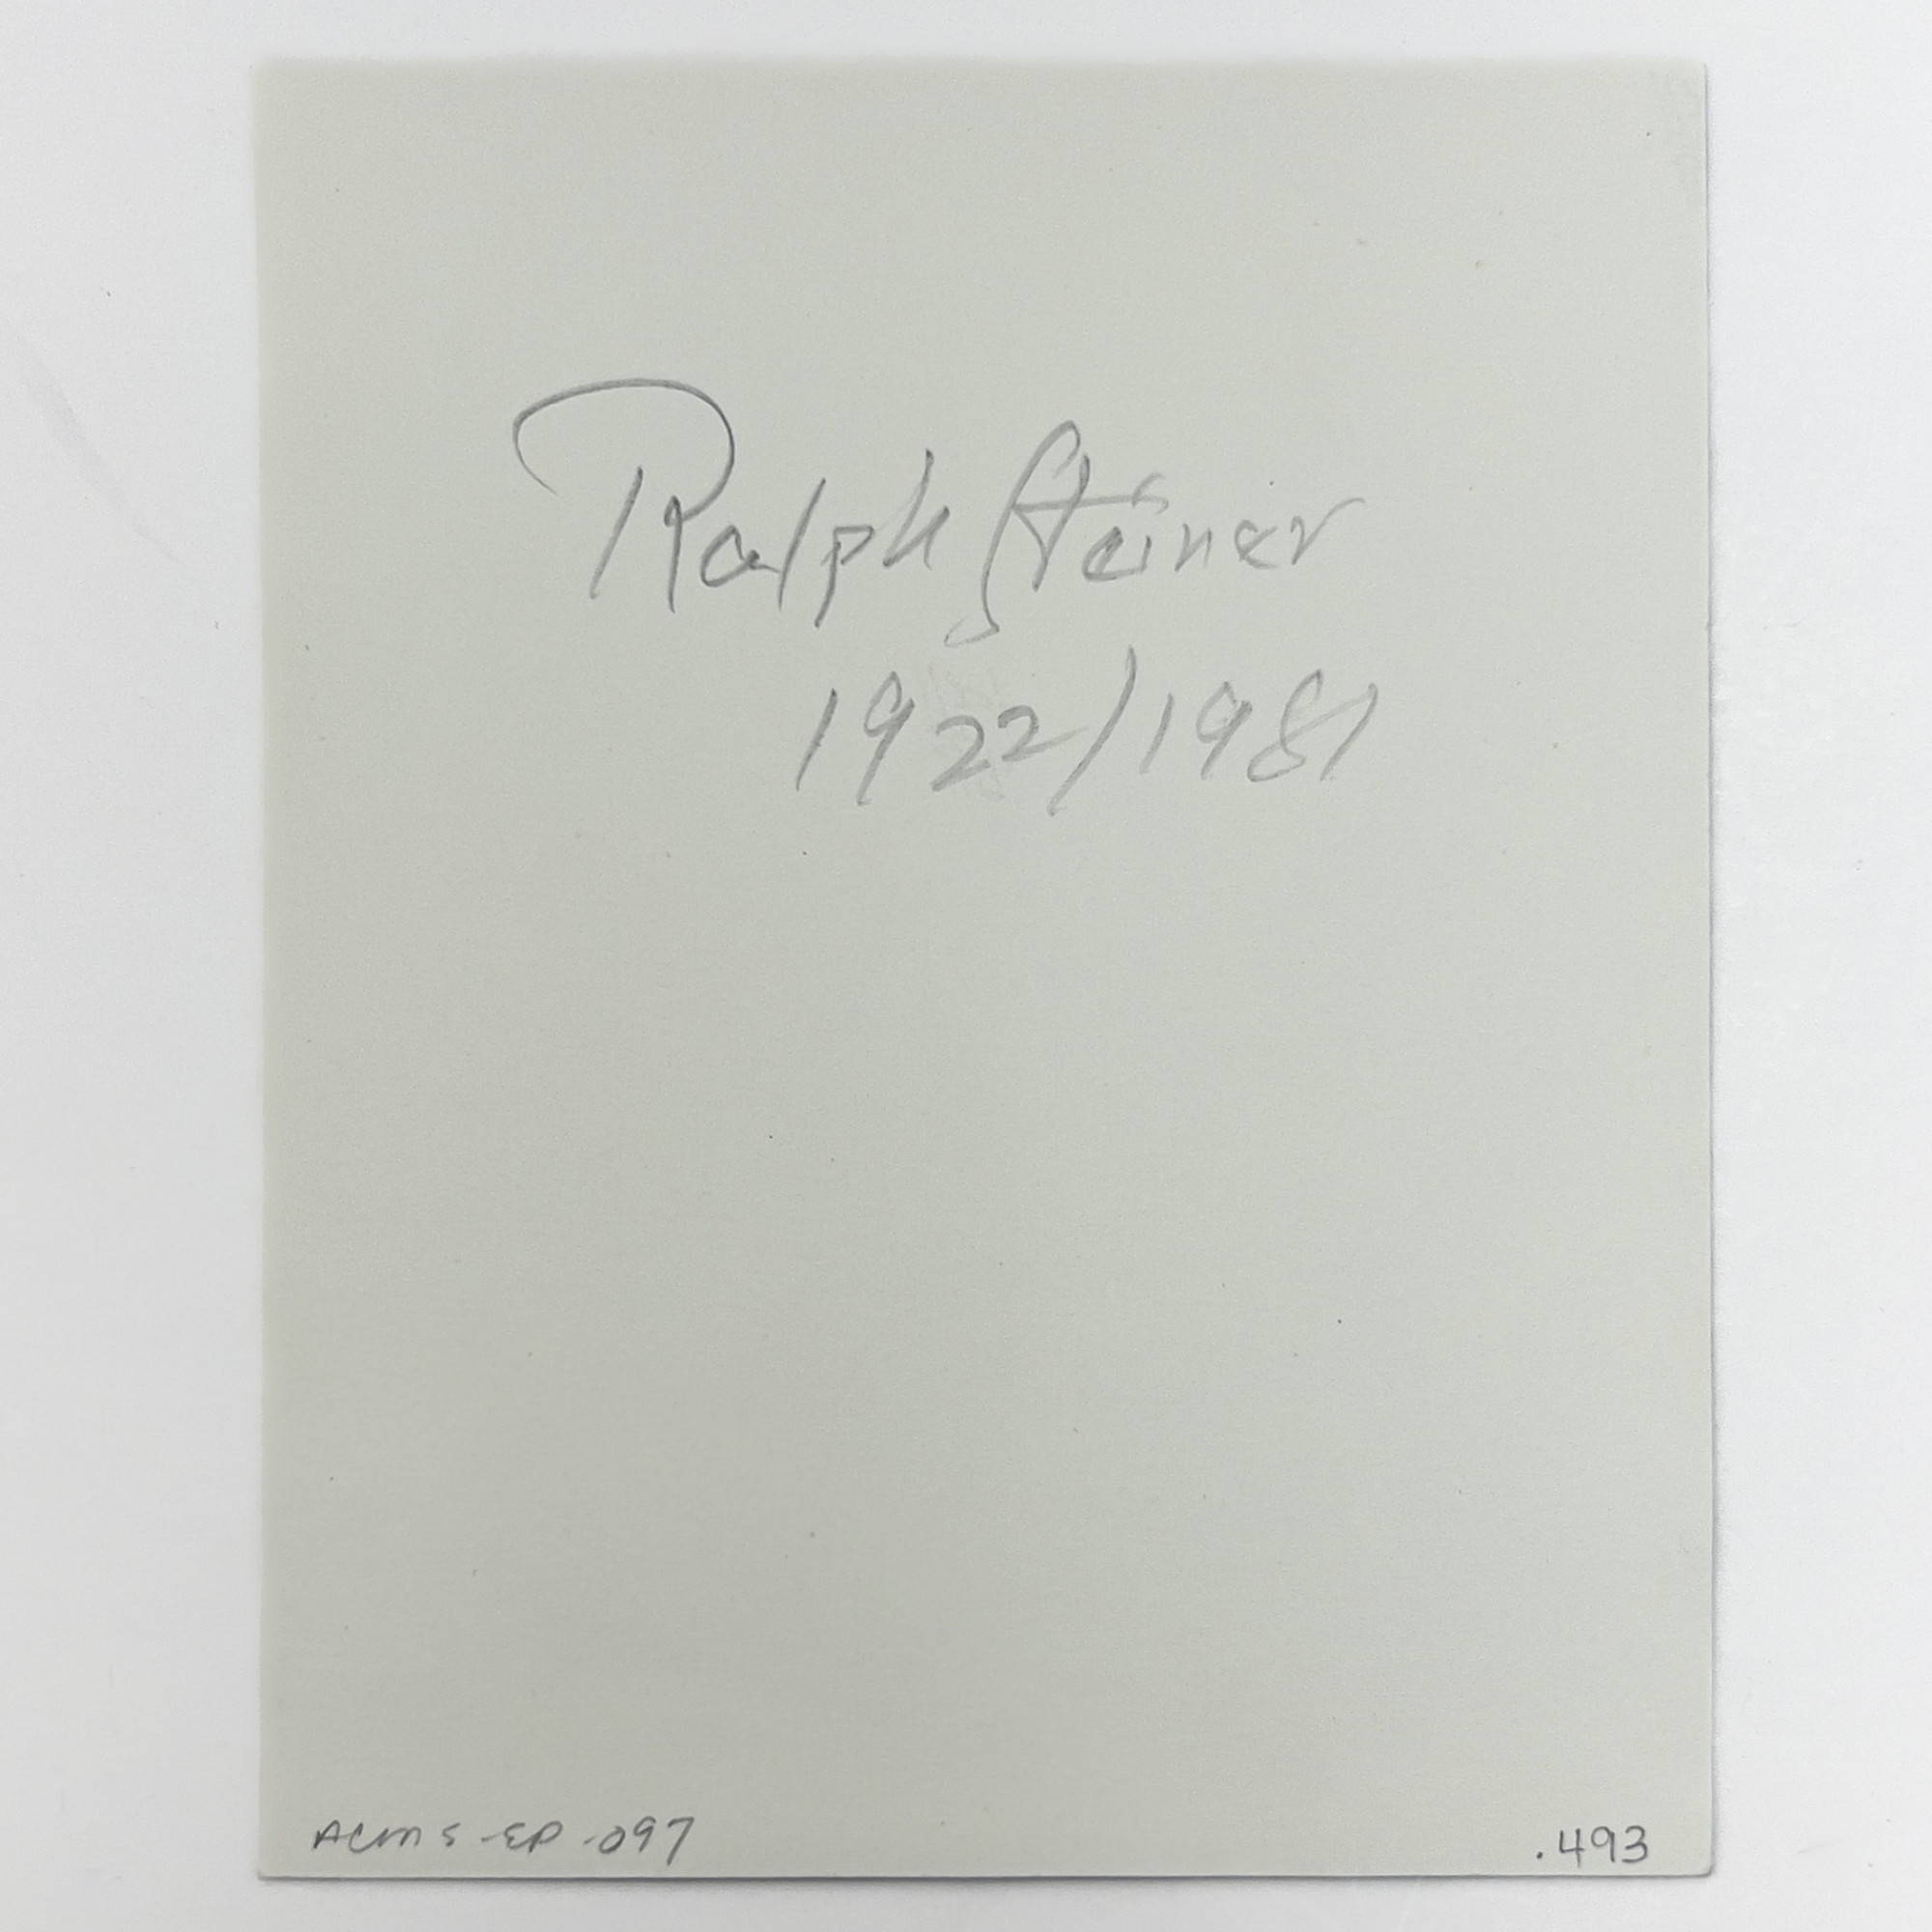 Ralph Steiner
1922/1981
ACMS-EP-097
.493